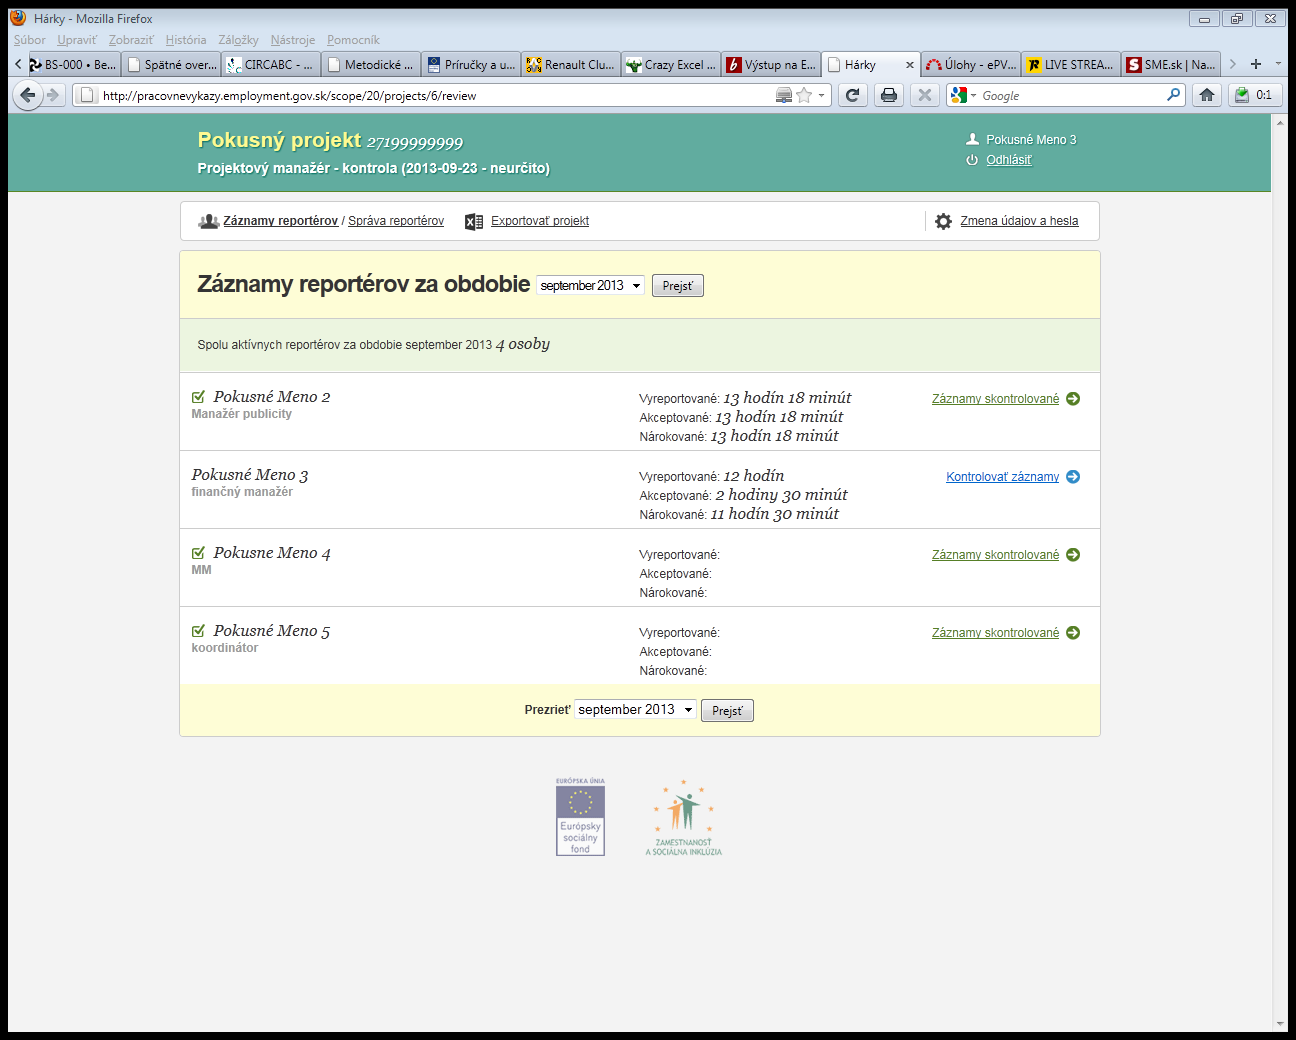 Hárky - Mozilla Firefox
Súbor Upraviť Zobraziť História Záložky Nástroje Pomocník
BS-000 • Be... Spätné over... CIRCABC - ... Metodické ... Príručky a u... Renault Clu... Crazy Excel ... Výstup na E... Hárky Úlohy - ePV... LIVE STREA... SME.sk | Na...
http://pracovnevykazy.employment.gov.sk/scope/20/projects/6/review Google 0:1
Pokusný projekt 27199999999
Pokusné Meno 3
Projektový manažér - kontrola (2013-09-23 - neurčito)
Odhlásiť
Záznamy reportérov / Správa reportérov Exportovať projekt Zmena údajov a hesla
Záznamy reportérov za obdobie september 2013 Prejsť
Spolu aktívnych reportérov za obdobie september 2013 4 osoby
Pokusné Meno 2 Vyreportované: 13 hodín 18 minút Záznamy skontrolované
Manažér publicity Akceptované: 13 hodín 18 minút
Nárokované: 13 hodín 18 minút
Pokusné Meno 3 Vyreportované: 12 hodín Kontrolovať záznamy
finančný manažér Akceptované: 2 hodiny 30 minút
Nárokované: 11 hodín 30 minút
Pokusne Meno 4 Vyreportované: Záznamy skontrolované
MM Akceptované:
Nárokované:
Pokusné Meno 5 Vyreportované: Záznamy skontrolované
koordinátor Akceptované:
Nárokované:
Prezrieť september 2013 Prejsť
EURÓPSKA ÚNIA
Európsky
sociálny
fond
ZAMESTNANOSŤ
A SOCIÁLNA INKLÚZIA